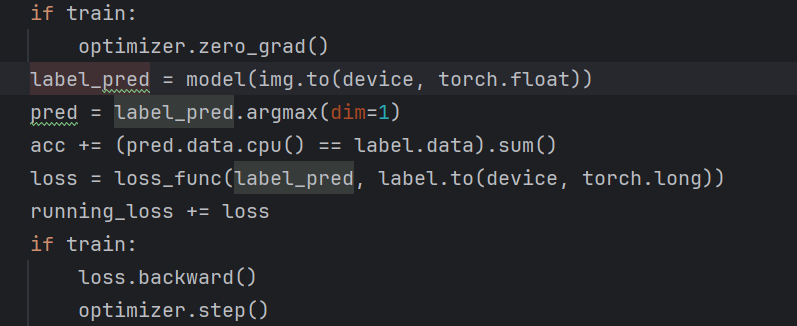 if train:
optimizer.zero_grad()
label_pred = model(img.to(device, torch.float))
pred = label_pred.argmax(dim=1)
acc += (pred.data.cpu() == label.data).sum()
loss = loss_func(label_pred, label.to(device, torch.long))
running_loss += loss
if train:
loss.backward()
optimizer.step()